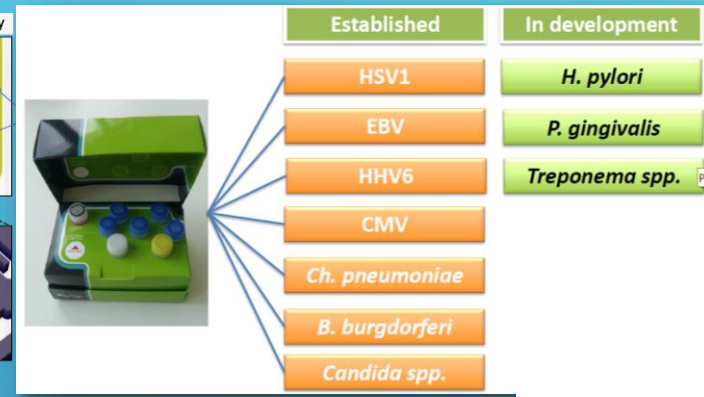 Established
In development
HSV1
H. pylori
EBV
P. gingivalis
HHV6
Treponema spp.
CMV
Ch. pneumoniae
B. burgdorferi
Candida spp.